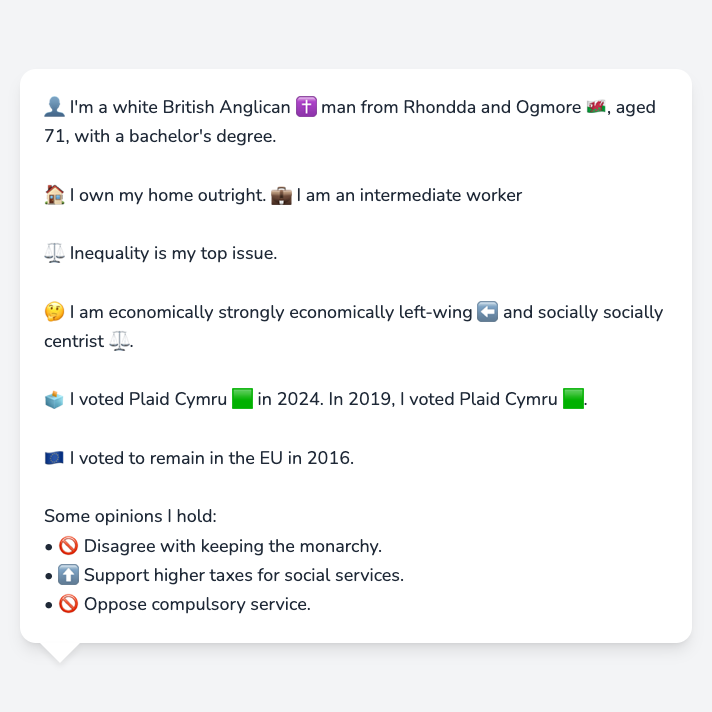 👤 I'm a white British Anglican ✝️ man from Rhondda and Ogmore 🏴󠁧󠁢󠁷󠁬󠁳󠁿, aged
71, with a bachelor's degree.
🏠 I own my home outright. 💼 I am an intermediate worker
⚖️ Inequality is my top issue.
🤔 I am economically strongly economically left-wing ⬅️ and socially socially
centrist ⚖️.
🗳️ I voted Plaid Cymru 🟩 in 2024. In 2019, I voted Plaid Cymru 🟩.
🇪🇺 I voted to remain in the EU in 2016.
Some opinions I hold:
• 🚫 Disagree with keeping the monarchy.
• ⬆️ Support higher taxes for social services.
• 🚫 Oppose compulsory service.